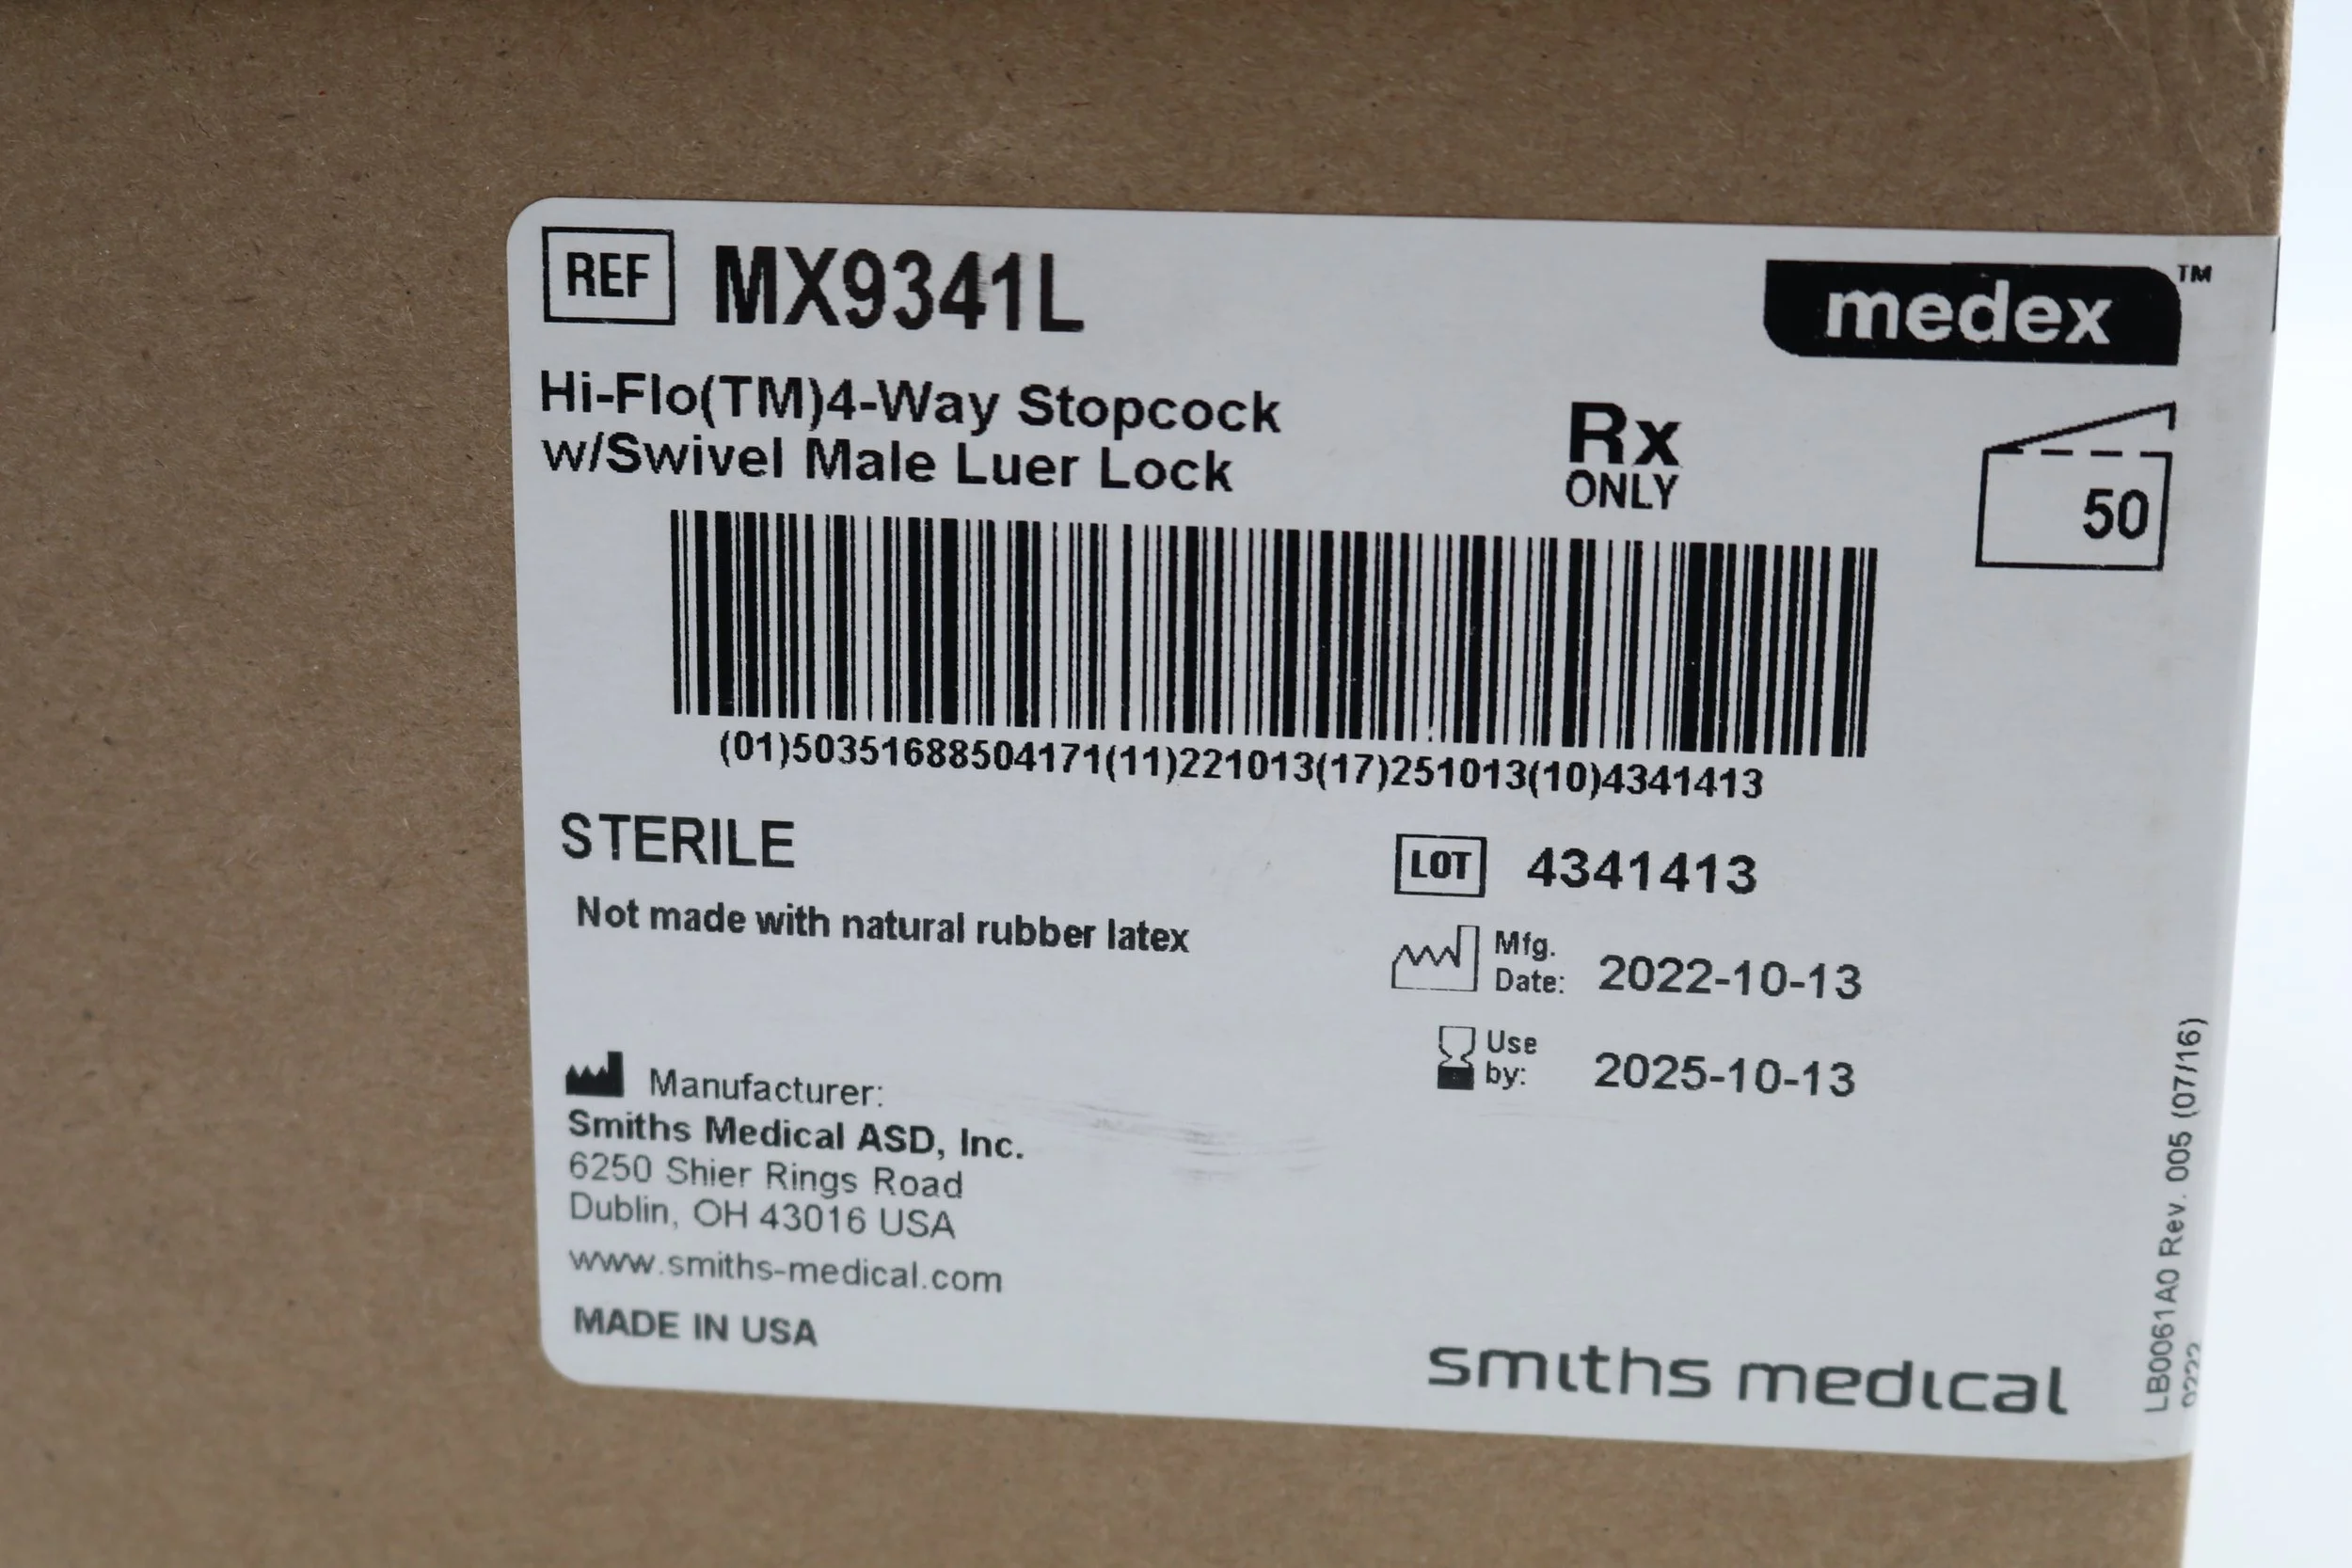 REF MX9341L
medex™
Hi-Flo(TM)4-Way Stopcock
w/Swivel Male Luer Lock
Rx
ONLY
50
(01)50351688504171(11)221013(17)251013(10)4341413
STERILE
LOT 4341413
Not made with natural rubber latex
Mfg.
Date: 2022-10-13
Use
by: 2025-10-13
Manufacturer:
Smiths Medical ASD, Inc.
6250 Shier Rings Road
Dublin, OH 43016 USA
www.smiths-medical.com
MADE IN USA
smiths medical
LB0061A0 Rev. 005 (07/16)
0222